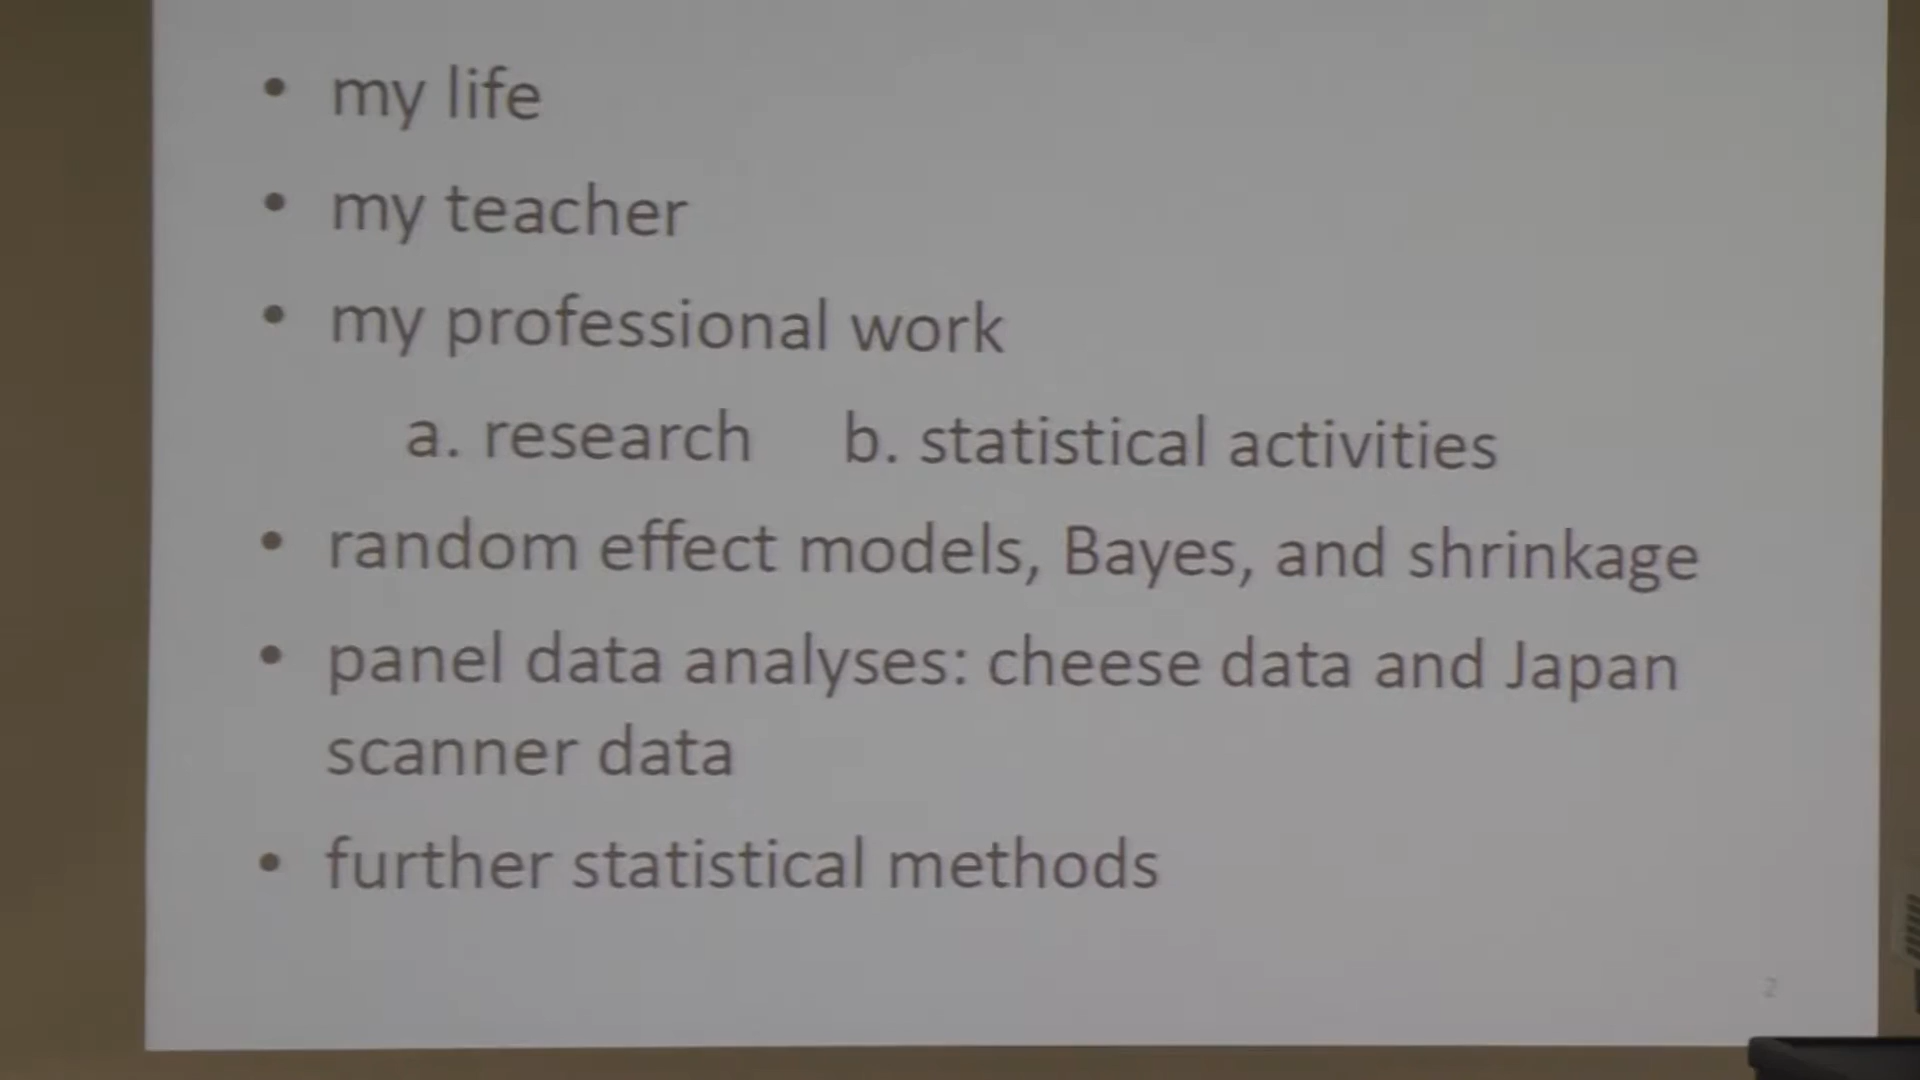 • my life
• my teacher
• my professional work
a. research b. statistical activities
• random effect models, Bayes, and shrinkage
• panel data analyses: cheese data and Japan
scanner data
• further statistical methods
2